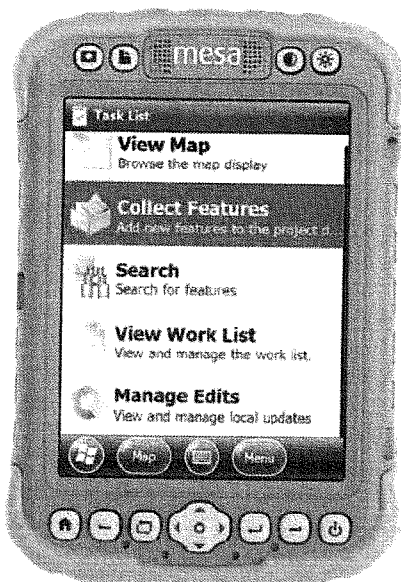 mesa
Task List
View Map
Browse the map display
Collect Features
Add new features to the project d...
Search
Search for features
View Work List
View and manage the work list.
Manage Edits
View and manage local updates
Map
Menu